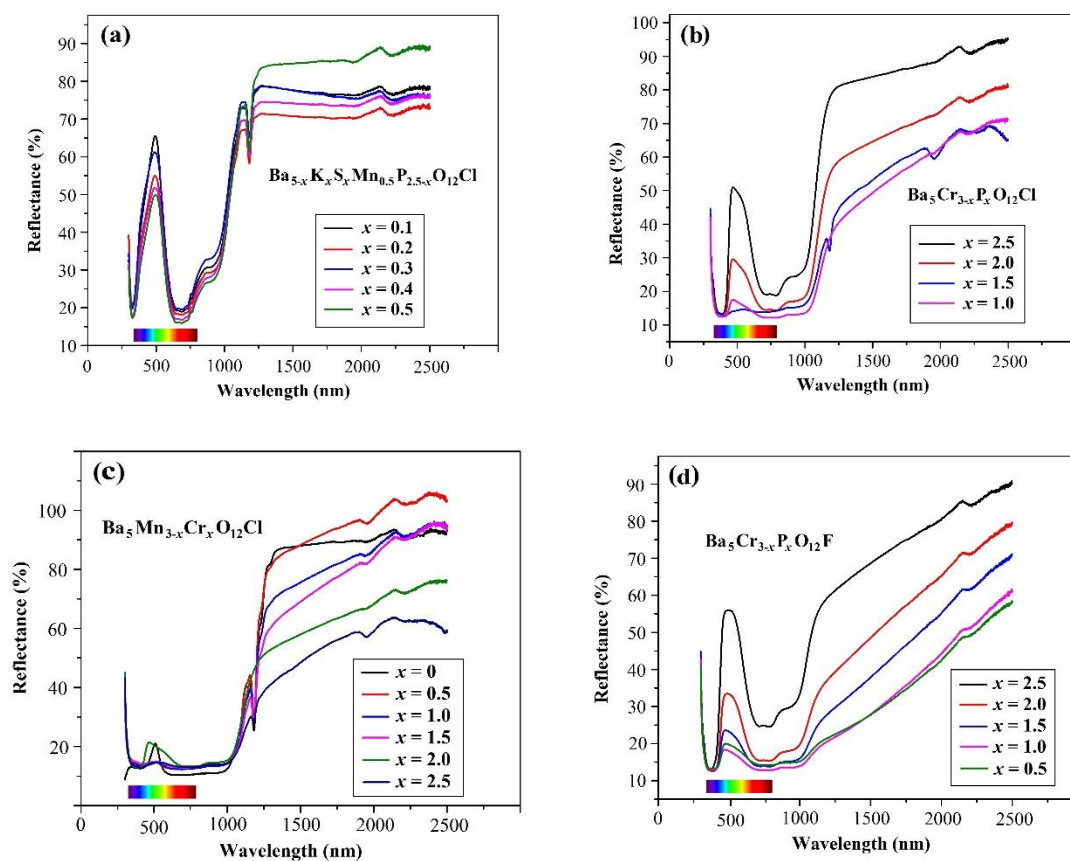 (a)
90
80
70
60
50
40
30
20
10
Reflectance (%)
Ba₅₋ₓKₓSₓMn₀.₅P₂.₅₋ₓO₁₂Cl
x = 0.1
x = 0.2
x = 0.3
x = 0.4
x = 0.5
0 500 1000 1500 2000 2500
Wavelength (nm)
(b)
100
90
80
70
60
50
40
30
20
10
0
Reflectance (%)
Ba₅Cr₃₋ₓPₓO₁₂Cl
x = 2.5
x = 2.0
x = 1.5
x = 1.0
0 500 1000 1500 2000 2500
Wavelength (nm)
(c)
100
80
60
40
20
Reflectance (%)
Ba₅Mn₃₋ₓCrₓO₁₂Cl
x = 0
x = 0.5
x = 1.0
x = 1.5
x = 2.0
x = 2.5
0 500 1000 1500 2000 2500
Wavelength (nm)
(d)
90
80
70
60
50
40
30
20
10
Reflectance (%)
Ba₅Cr₃₋ₓPₓO₁₂F
x = 2.5
x = 2.0
x = 1.5
x = 1.0
x = 0.5
0 500 1000 1500 2000 2500
Wavelength (nm)